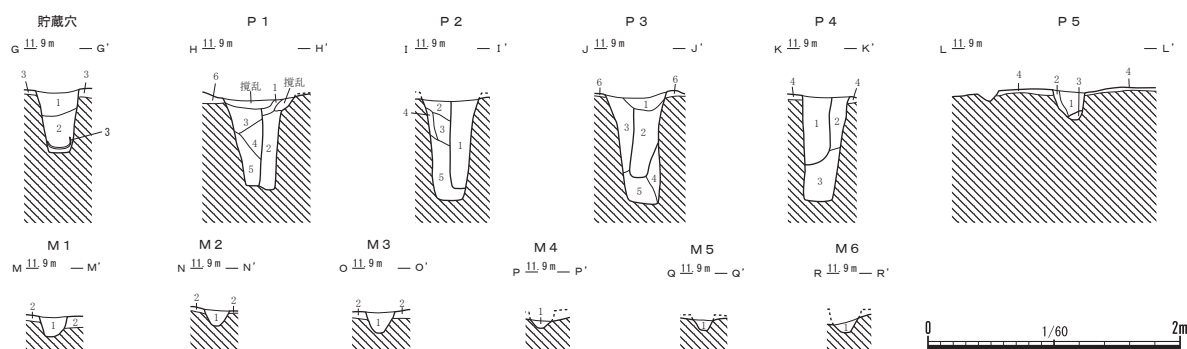 貯蔵穴 P1 P2 P3 P4 P5
G 11.9m G' H 11.9m H' I 11.9m I' J 11.9m J' K 11.9m K' L 11.9m L'
3 3 1 2 3
6 撹乱 1 撹乱 3 4 2 5
2 4 3 1 5
6 6 1 3 2 4 5
4 4 1 2 3
4 2 3 4 1
M1 M2 M3 M4 M5 M6
M 11.9m M' N 11.9m N' O 11.9m O' P 11.9m P' Q 11.9m Q' R 11.9m R'
2 1 2
2 2 1
2 2 1
1
1
1
0 1/60 2m